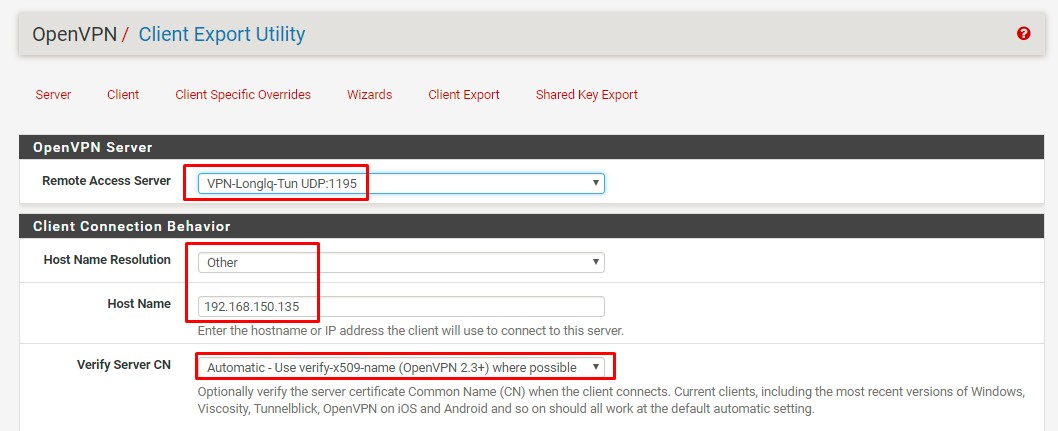 OpenVPN / Client Export Utility
Server Client Client Specific Overrides Wizards Client Export Shared Key Export
OpenVPN Server
Remote Access Server VPN-Longlq-Tun UDP:1195
Client Connection Behavior
Host Name Resolution Other
Host Name 192.168.150.135
Enter the hostname or IP address the client will use to connect to this server.
Verify Server CN Automatic - Use verify-x509-name (OpenVPN 2.3+) where possible
Optionally verify the server certificate Common Name (CN) when the client connects. Current clients, including the most recent versions of Windows,
Viscosity, Tunnelblick, OpenVPN on iOS and Android and so on should all work at the default automatic setting.